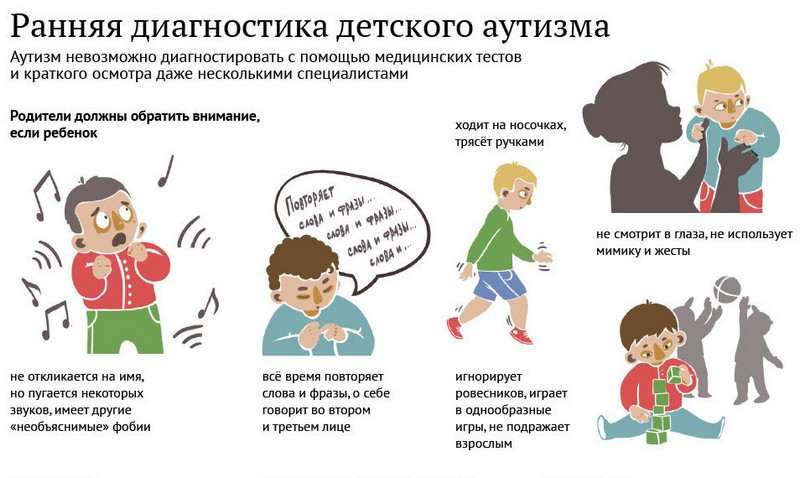 Ранняя диагностика детского аутизма
Аутизм невозможно диагностировать с помощью медицинских тестов
и краткого осмотра даже несколькими специалистами
Родители должны обратить внимание,
если ребенок
не откликается на имя,
но пугается некоторых
звуков, имеет другие
«необъяснимые» фобии
Повторяет
слова и фразы...
слова и фразы...
слова и фразы...
слова и...
всё время повторяет
слова и фразы, о себе
говорит во втором
и третьем лице
ходит на носочках,
трясёт ручками
игнорирует
ровесников, играет
в однообразные
игры, не подражает
взрослым
не смотрит в глаза, не использует
мимику и жесты